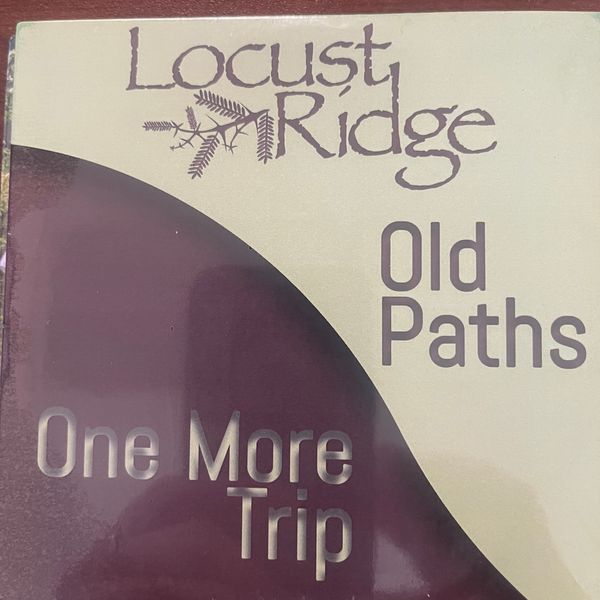 Locust
Ridge
Old
Paths
One More
Trip